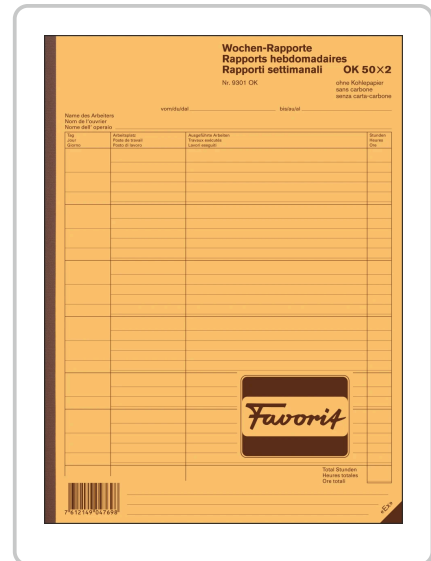 Wochen-Rapporte
Rapports hebdomadaires
Rapporti settimanali OK 50×2
Nr. 9301 OK ohne Kohlepapier
sans carbone
senza carta-carbone
vom/du/dal bis/au/al
Name des Arbeiters
Nom de l'ouvrier
Nome dell' operaio
Tag Arbeitsplatz Ausgeführte Arbeiten Stunden
Jour Poste de travail Travaux exécutés Heures
Giorno Posto di lavoro Lavori eseguiti Ore
Favorit
Total Stunden
Heures totales
Ore totali
7 612149 047698
«Ex»